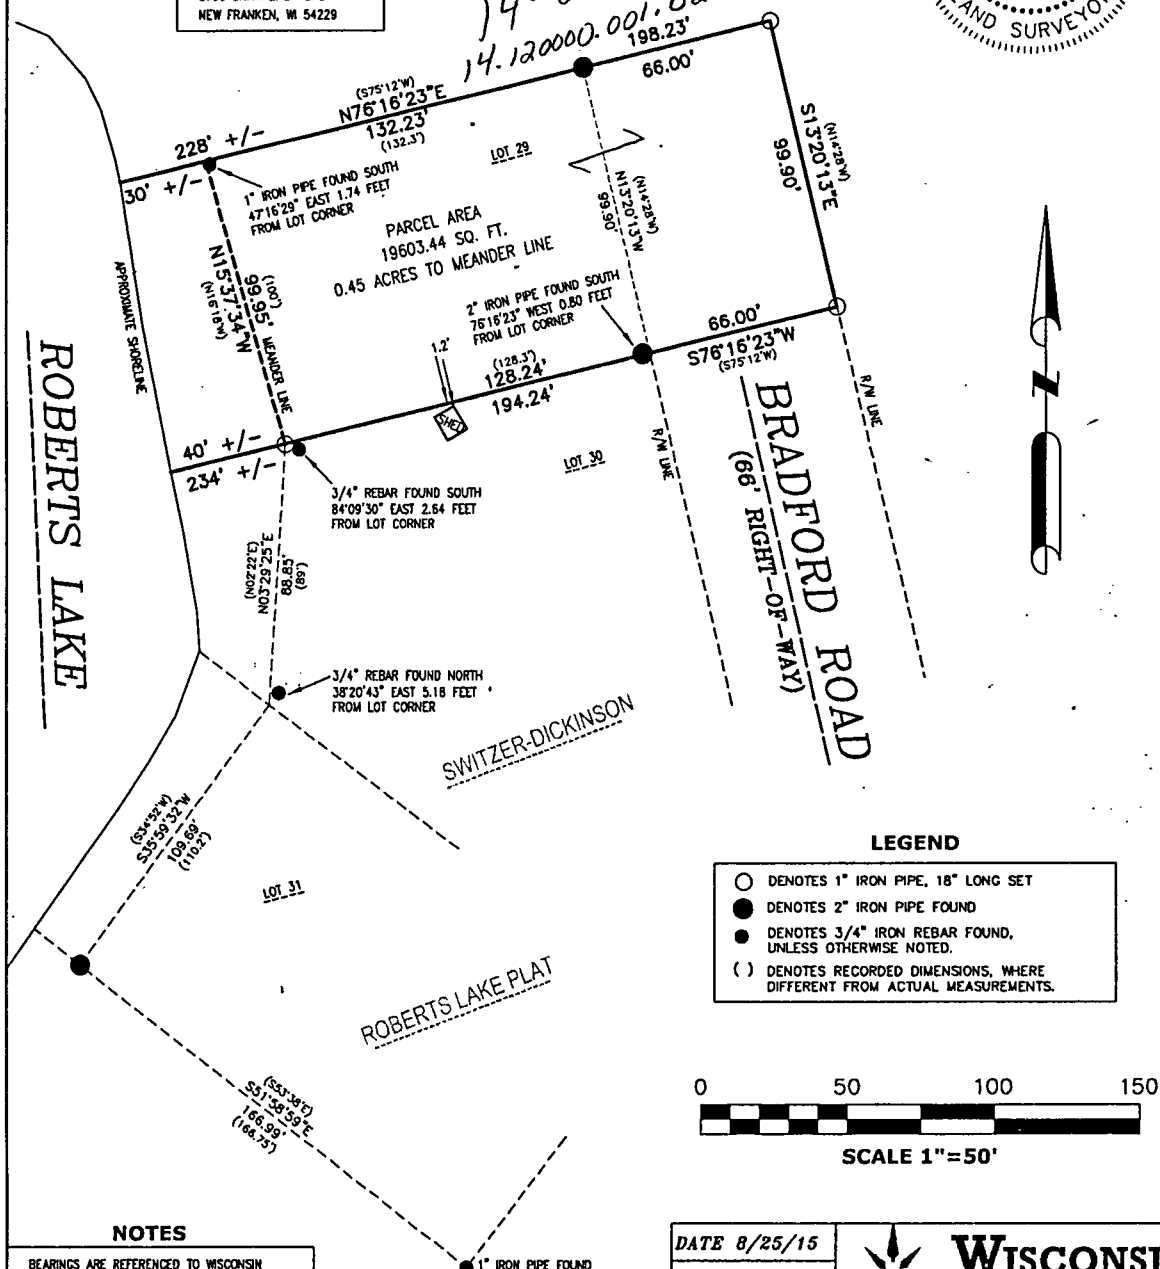 NEW FRANKEN, WI 54229
14.120000.001.02
AND SURVEYO
198.23'
66.00'
(S75°12'W)
N76°16'23"E
132.23'
(132.3')
228' +/-
30' +/-
LOT 29
1" IRON PIPE FOUND SOUTH
47°16'29" EAST 1.74 FEET
FROM LOT CORNER
PARCEL AREA
19603.44 SQ. FT.
0.45 ACRES TO MEANDER LINE
(N14°28'W)
S13°20'13"E
99.90'
(N14°28'W)
N13°20'13"W
99.90'
APPROXIMATE SHORELINE
(100')
99.95' MEANDER LINE
N15°37'34"W
(N16°16'W)
2" IRON PIPE FOUND SOUTH
76°16'23" WEST 0.80 FEET
FROM LOT CORNER
66.00'
S76°16'23"W
(S75°12'W)
1.2'
(128.3')
128.24'
194.24'
SHED
40' +/-
234' +/-
LOT 30
R/W LINE
R/W LINE
ROBERTS LAKE
BRADFORD ROAD
(66' RIGHT-OF-WAY)
N
3/4" REBAR FOUND SOUTH
84°09'30" EAST 2.64 FEET
FROM LOT CORNER
(N02°22'E)
N03°29'25"E
88.85'
(89')
3/4" REBAR FOUND NORTH
38°20'43" EAST 5.18 FEET
FROM LOT CORNER
SWITZER-DICKINSON
(S34°52'W)
S35°59'32"W
109.69'
(110.2')
LOT 31
ROBERTS LAKE PLAT
(S53°38'E)
S51°58'59"E
166.99'
(166.75')
LEGEND
DENOTES 1" IRON PIPE, 18" LONG SET
DENOTES 2" IRON PIPE FOUND
DENOTES 3/4" IRON REBAR FOUND,
UNLESS OTHERWISE NOTED.
( ) DENOTES RECORDED DIMENSIONS, WHERE
DIFFERENT FROM ACTUAL MEASUREMENTS.
0 50 100 150
SCALE 1"=50'
NOTES
BEARINGS ARE REFERENCED TO WISCONSIN
1" IRON PIPE FOUND
DATE 8/25/15
WISCONSI